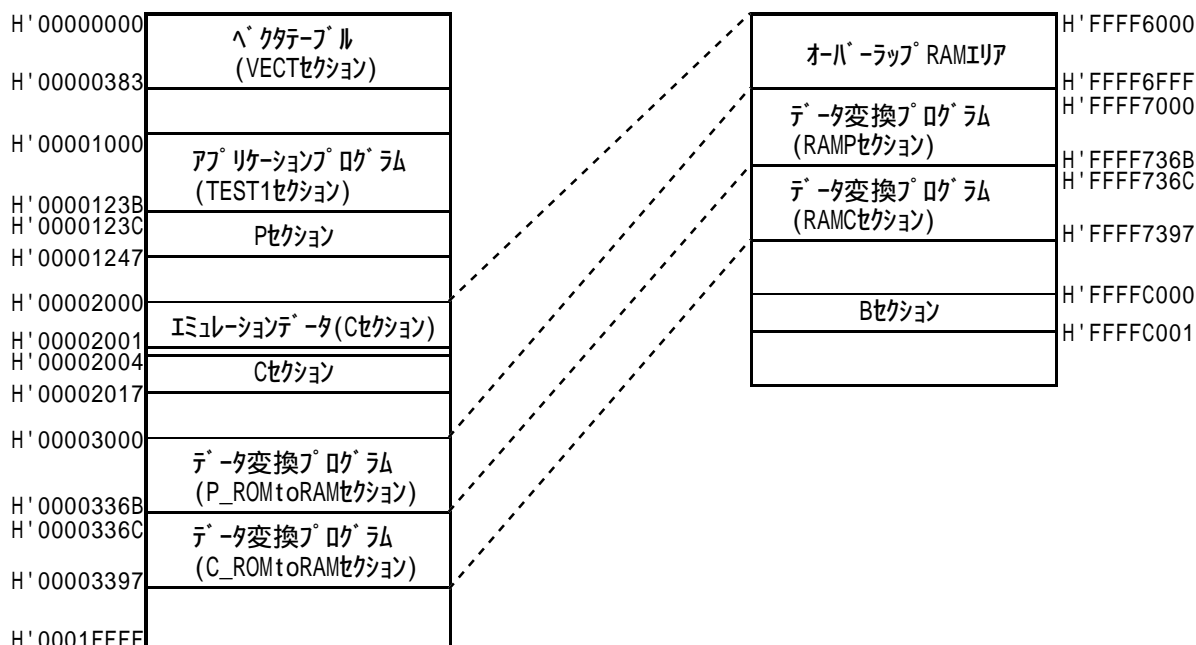 H'00000000
ベクタテーブル
(VECTセクション)
H'00000383
H'00001000
アプリケーションプログラム
(TEST1セクション)
H'0000123B
H'0000123C
Pセクション
H'00001247
H'00002000
エミュレーションデータ(Cセクション)
H'00002001
H'00002004
Cセクション
H'00002017
H'00003000
データ変換プログラム
(P_ROMtoRAMセクション)
H'0000336B
H'0000336C
データ変換プログラム
(C_ROMtoRAMセクション)
H'00003397
H'0001FFFF
H'FFFF6000
オーバーラップRAMエリア
H'FFFF6FFF
H'FFFF7000
データ変換プログラム
(RAMPセクション)
H'FFFF736B
H'FFFF736C
データ変換プログラム
(RAMCセクション)
H'FFFF7397
H'FFFFC000
Bセクション
H'FFFFC001